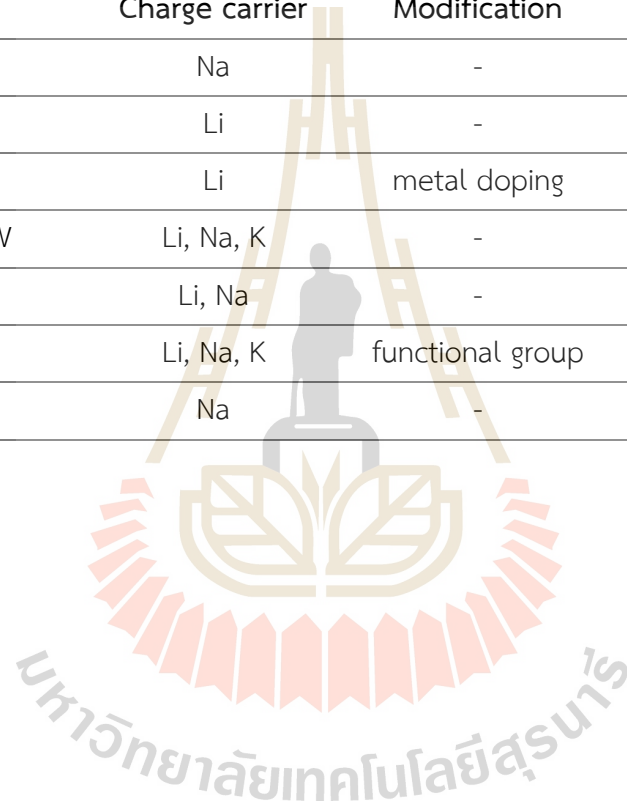 Charge carrier Modification
Na -
Li -
Li metal doping
W Li, Na, K -
Li, Na -
Li, Na, K functional group
Na -
มหาวิทยาลัยเทคโนโลยีสุรนารี